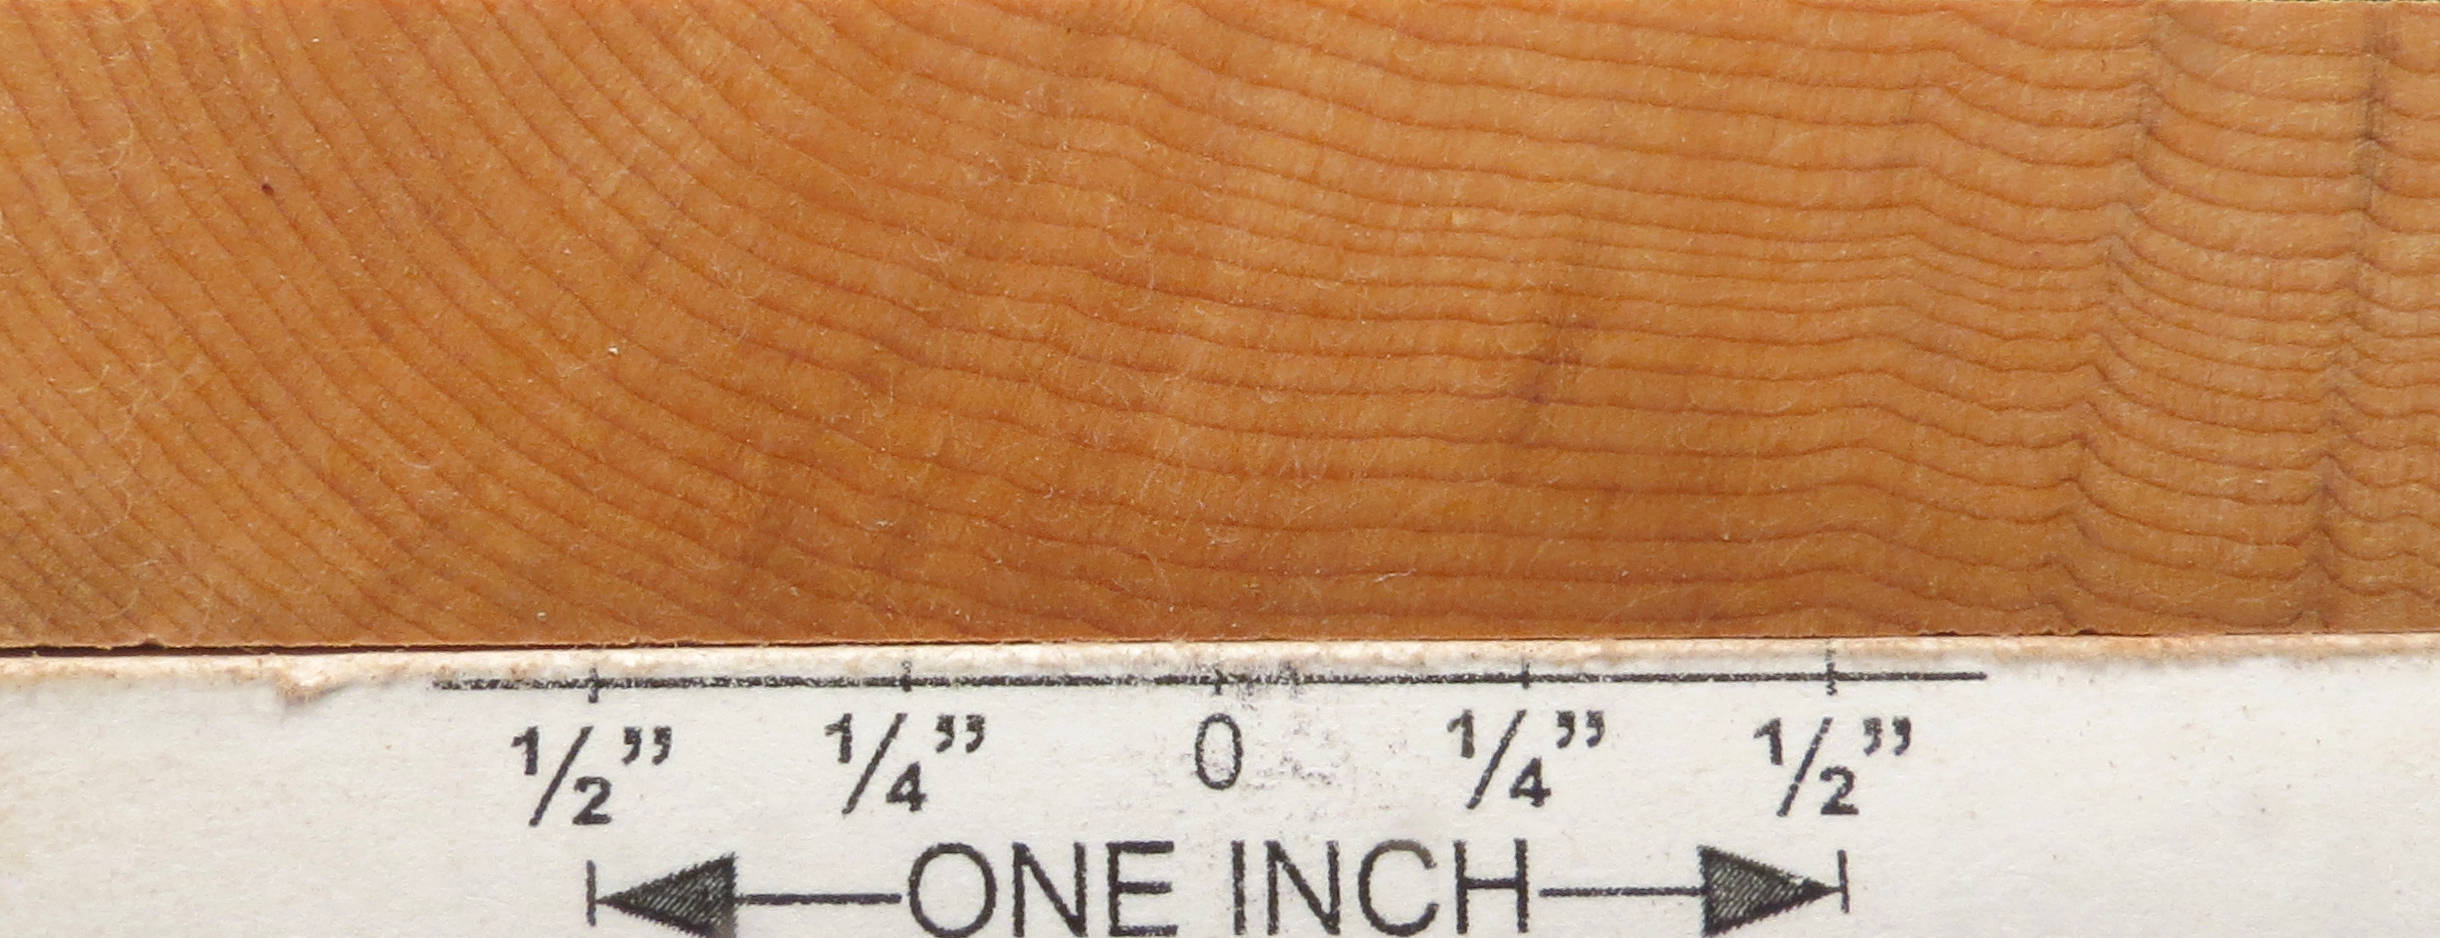 1/2” 1/4” 0 1/4” 1/2”
ONE INCH